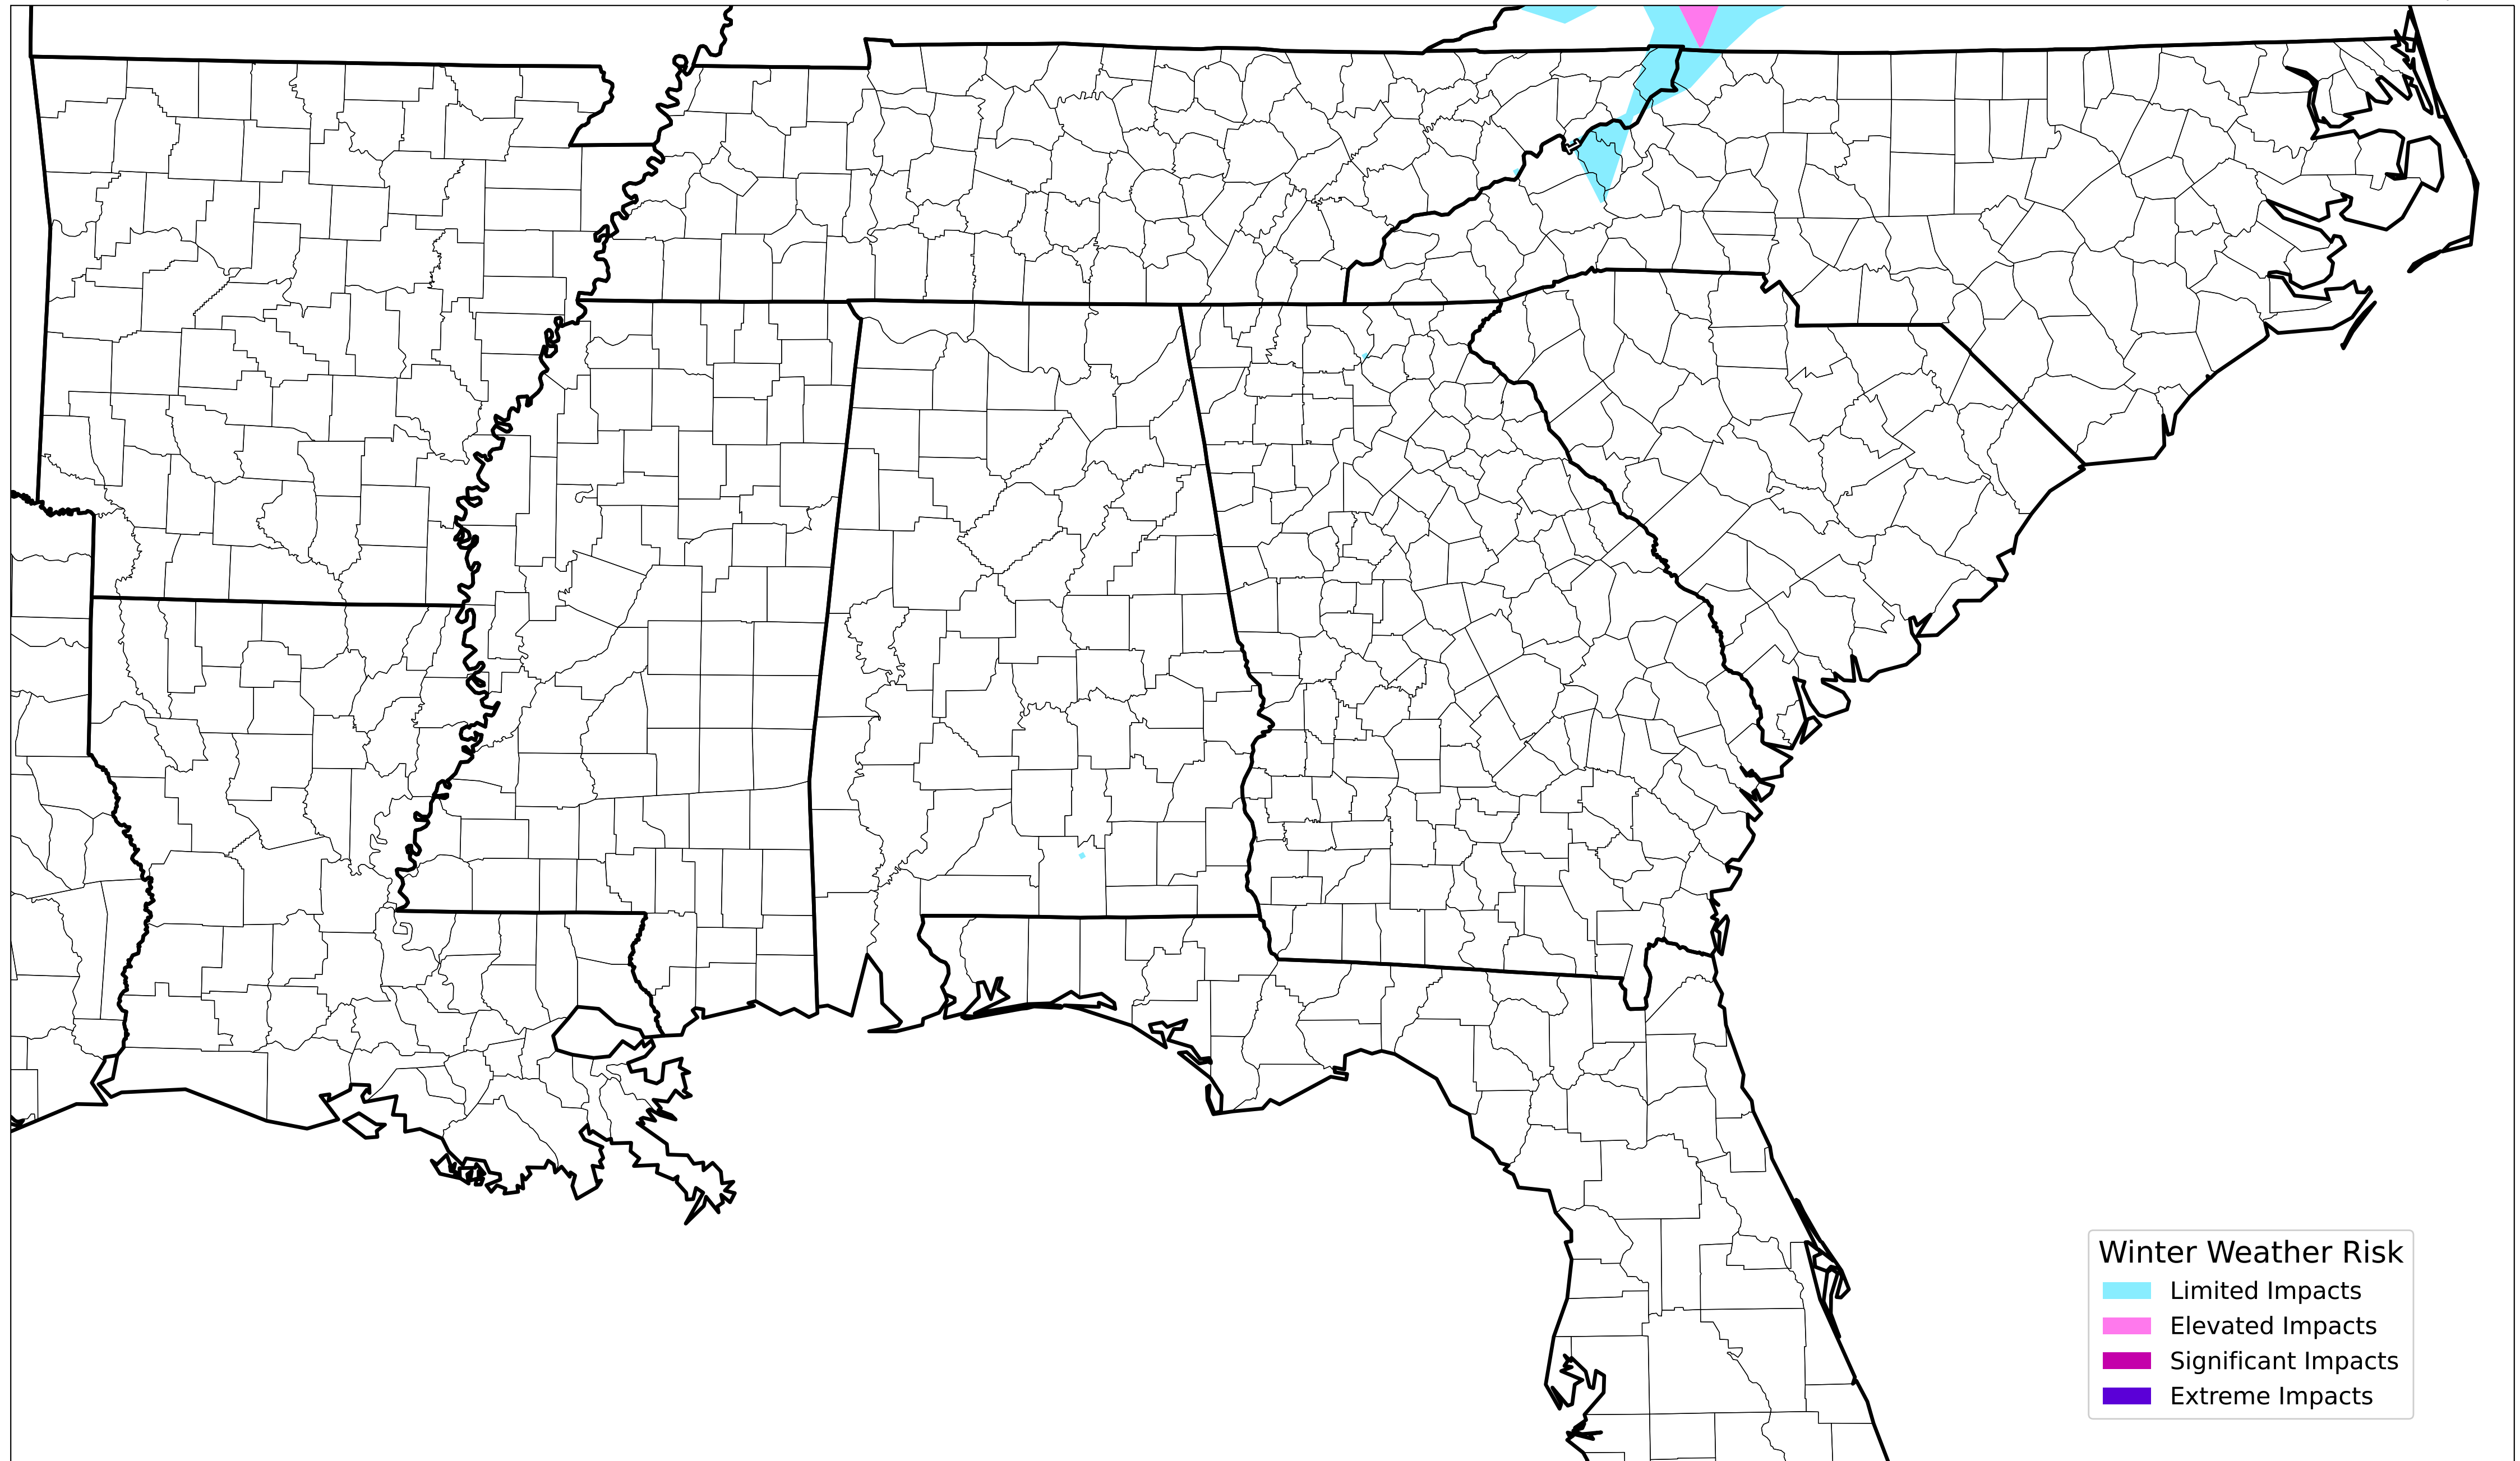 Winter Weather Risk
Limited Impacts
Elevated Impacts
Significant Impacts
Extreme Impacts